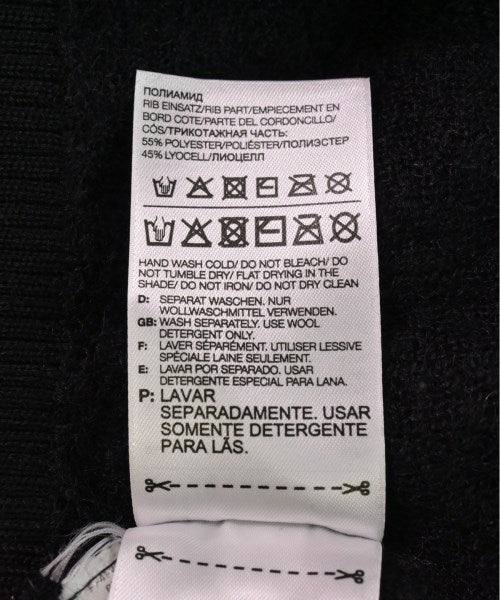 ПОЛИАМИД
RIB EINSATZ/RIB PART/EMPIECEMENT EN
BORD COTE/PARTE DEL CORDONCILLO/
CÓS/ТРИКОТАЖНАЯ ЧАСТЬ:
55% POLYESTER/POLIÉSTER/ПОЛИЭСТЕР
45% LYOCELL/ЛИОЦЕЛЛ
HAND WASH COLD/ DO NOT BLEACH/ DO
NOT TUMBLE DRY/ FLAT DRYING IN THE
SHADE/ DO NOT IRON/ DO NOT DRY CLEAN
D: SEPARAT WASCHEN. NUR
WOLLWASCHMITTEL VERWENDEN.
GB: WASH SEPARATELY. USE WOOL
DETERGENT ONLY.
F: LAVER SÉPARÉMENT. UTILISER LESSIVE
SPÉCIALE LAINE SEULEMENT.
E: LAVAR POR SEPARADO. USAR
DETERGENTE ESPECIAL PARA LANA.
P: LAVAR
SEPARADAMENTE. USAR
SOMENTE DETERGENTE
PARA LÃS.